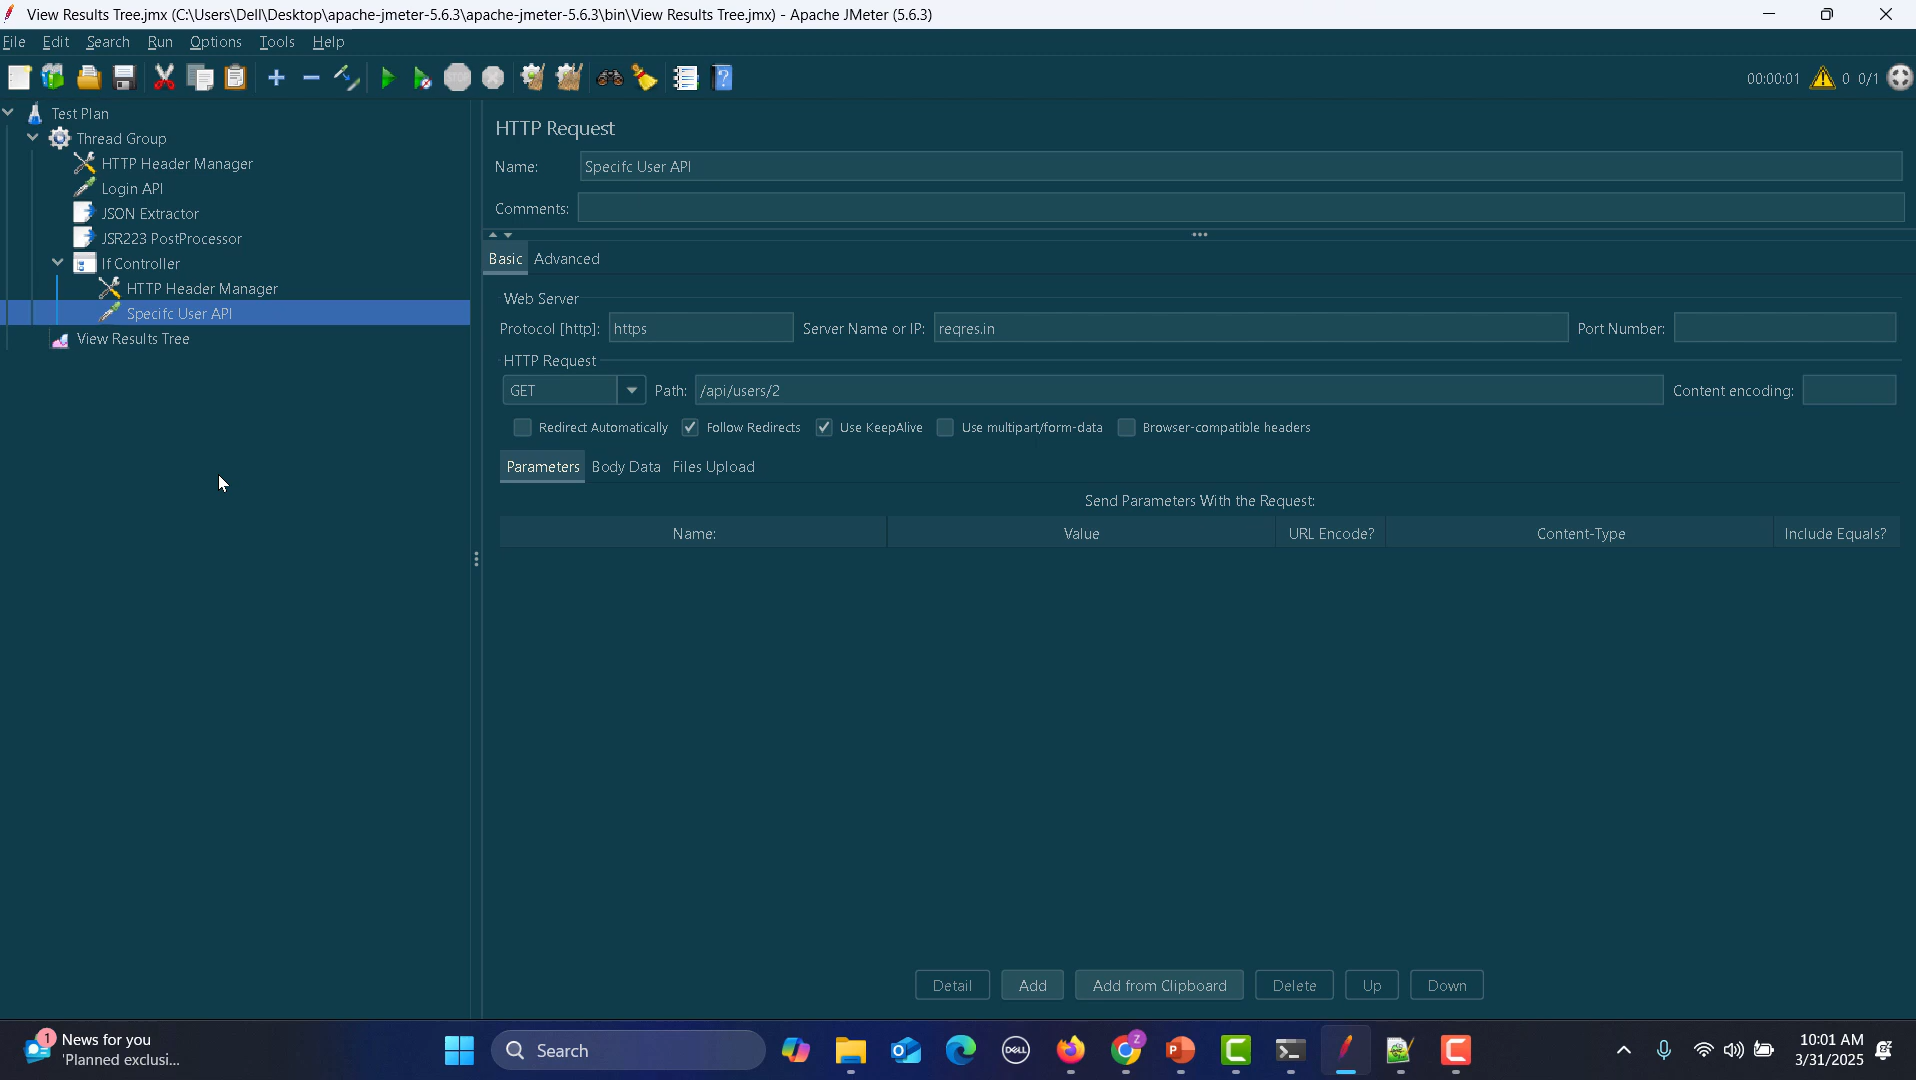 View Results Tree.jmx (C:\Users\Dell\Desktop\apache-jmeter-5.6.3\apache-jmeter-5.6.3\bin\View Results Tree.jmx) - Apache JMeter (5.6.3)
File Edit Search Run Options Tools Help
STOP 00:00:01 0 0/1
Test Plan
Thread Group
HTTP Header Manager
Login API
JSON Extractor
JSR223 PostProcessor
If Controller
HTTP Header Manager
Specifc User API
View Results Tree
HTTP Request
Name: Specifc User API
Comments:
Basic Advanced
Web Server
Protocol [http]: https Server Name or IP: reqres.in Port Number:
HTTP Request
GET Path: /api/users/2 Content encoding:
Redirect Automatically Follow Redirects Use KeepAlive Use multipart/form-data Browser-compatible headers
Parameters Body Data Files Upload
Send Parameters With the Request:
Name: Value URL Encode? Content-Type Include Equals?
Detail Add Add from Clipboard Delete Up Down
1 News for you
'Planned exclusi...
Search
DELL
Z
10:01 AM
3/31/2025